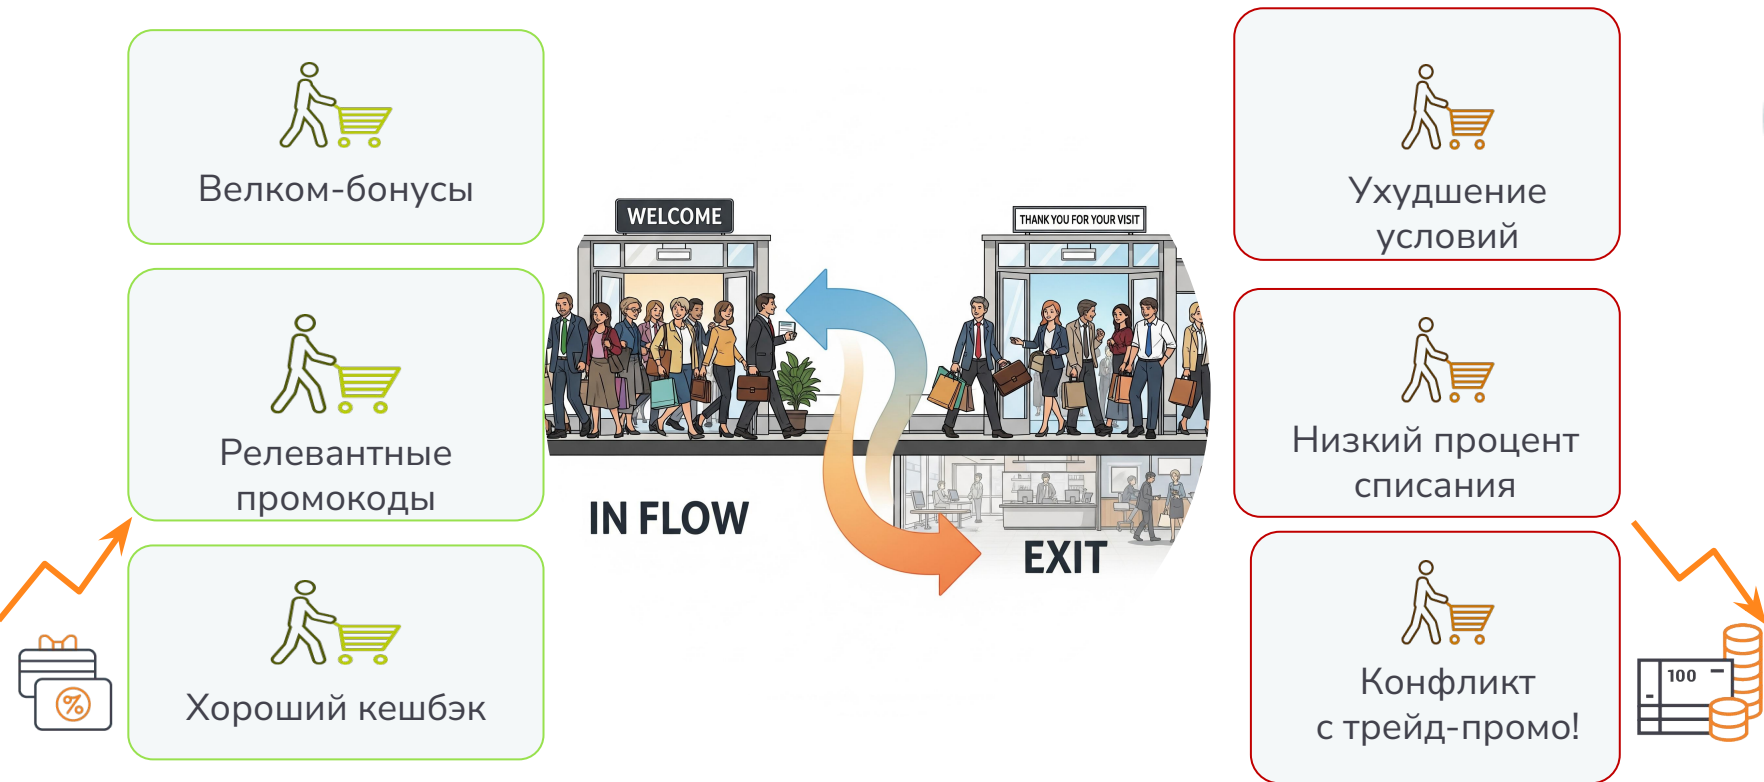 Велком-бонусы
Релевантные
промокоды
Хороший кешбэк
%
WELCOME
THANK YOU FOR YOUR VISIT
IN FLOW
EXIT
Ухудшение
условий
Низкий процент
списания
Конфликт
с трейд-промо!
100